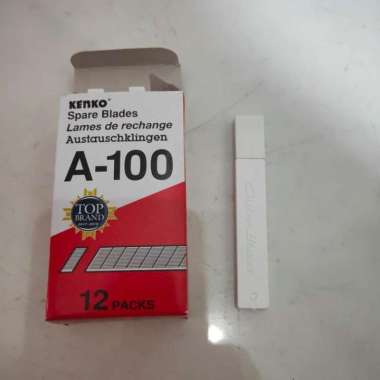 KENKO®
Spare Blades
Lames de rechange
Austauschklingen
A-100
TOP
BRAND
12 PACKS